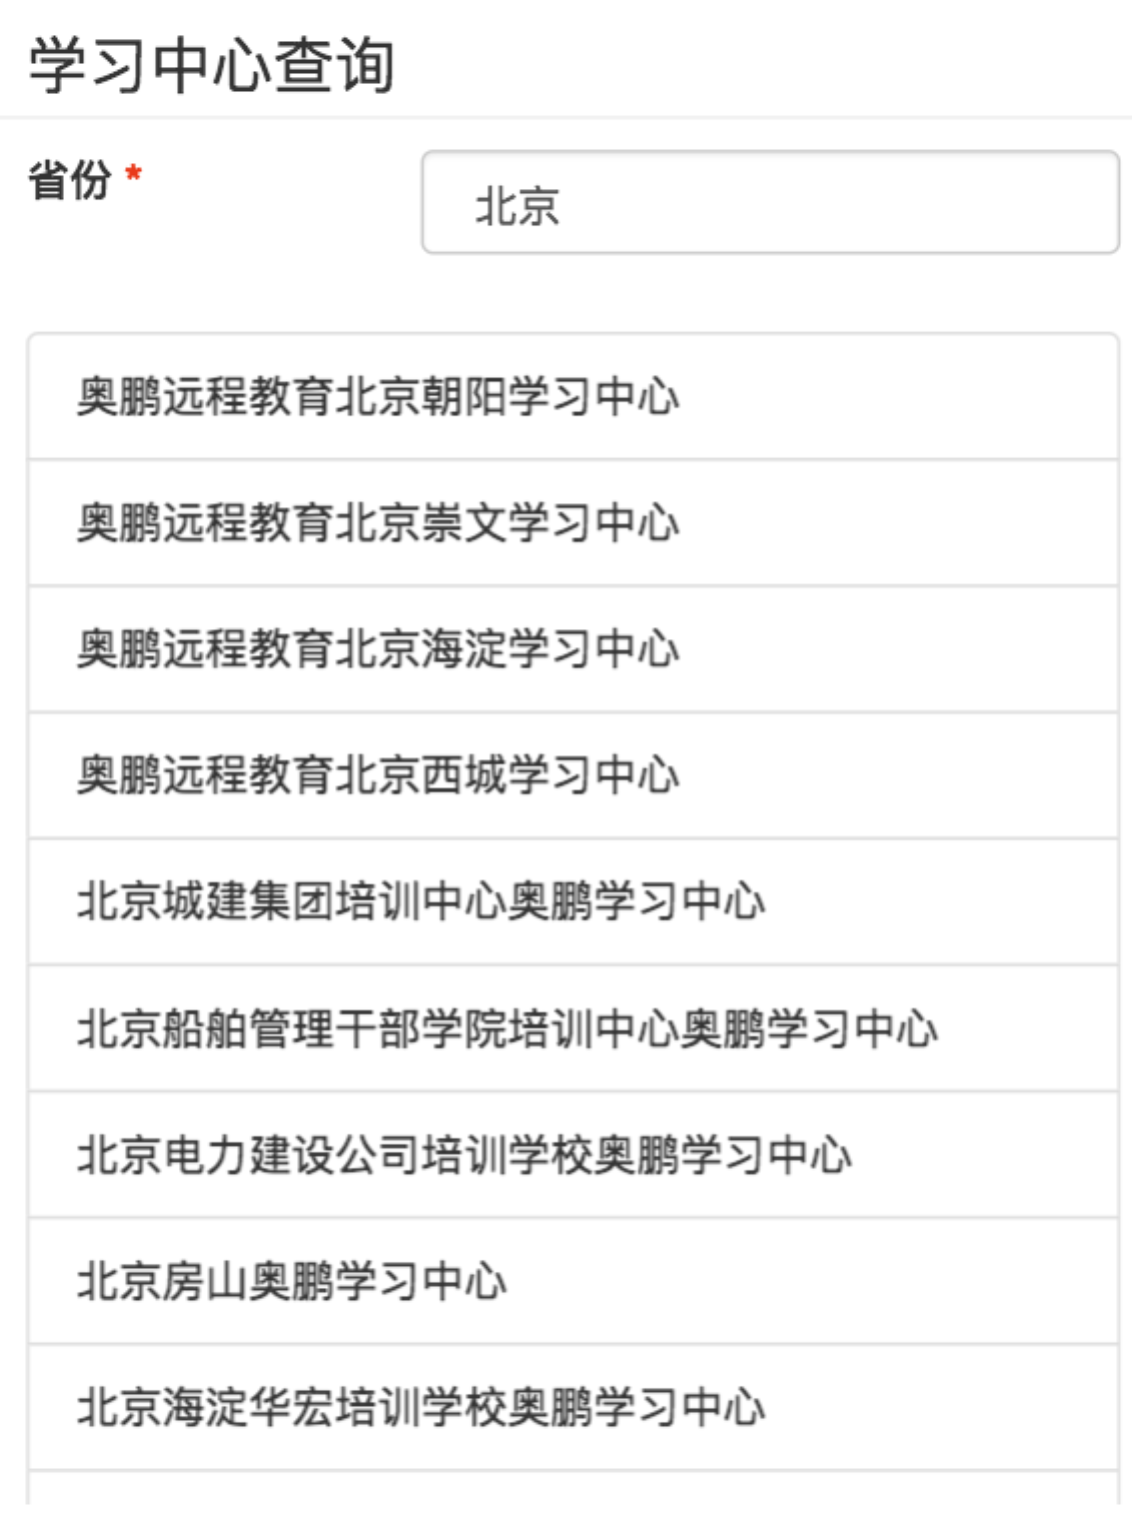 学习中心查询
省份 *
北京
奥鹏远程教育北京朝阳学习中心
奥鹏远程教育北京崇文学习中心
奥鹏远程教育北京海淀学习中心
奥鹏远程教育北京西城学习中心
北京城建集团培训中心奥鹏学习中心
北京船舶管理干部学院培训中心奥鹏学习中心
北京电力建设公司培训学校奥鹏学习中心
北京房山奥鹏学习中心
北京海淀华宏培训学校奥鹏学习中心